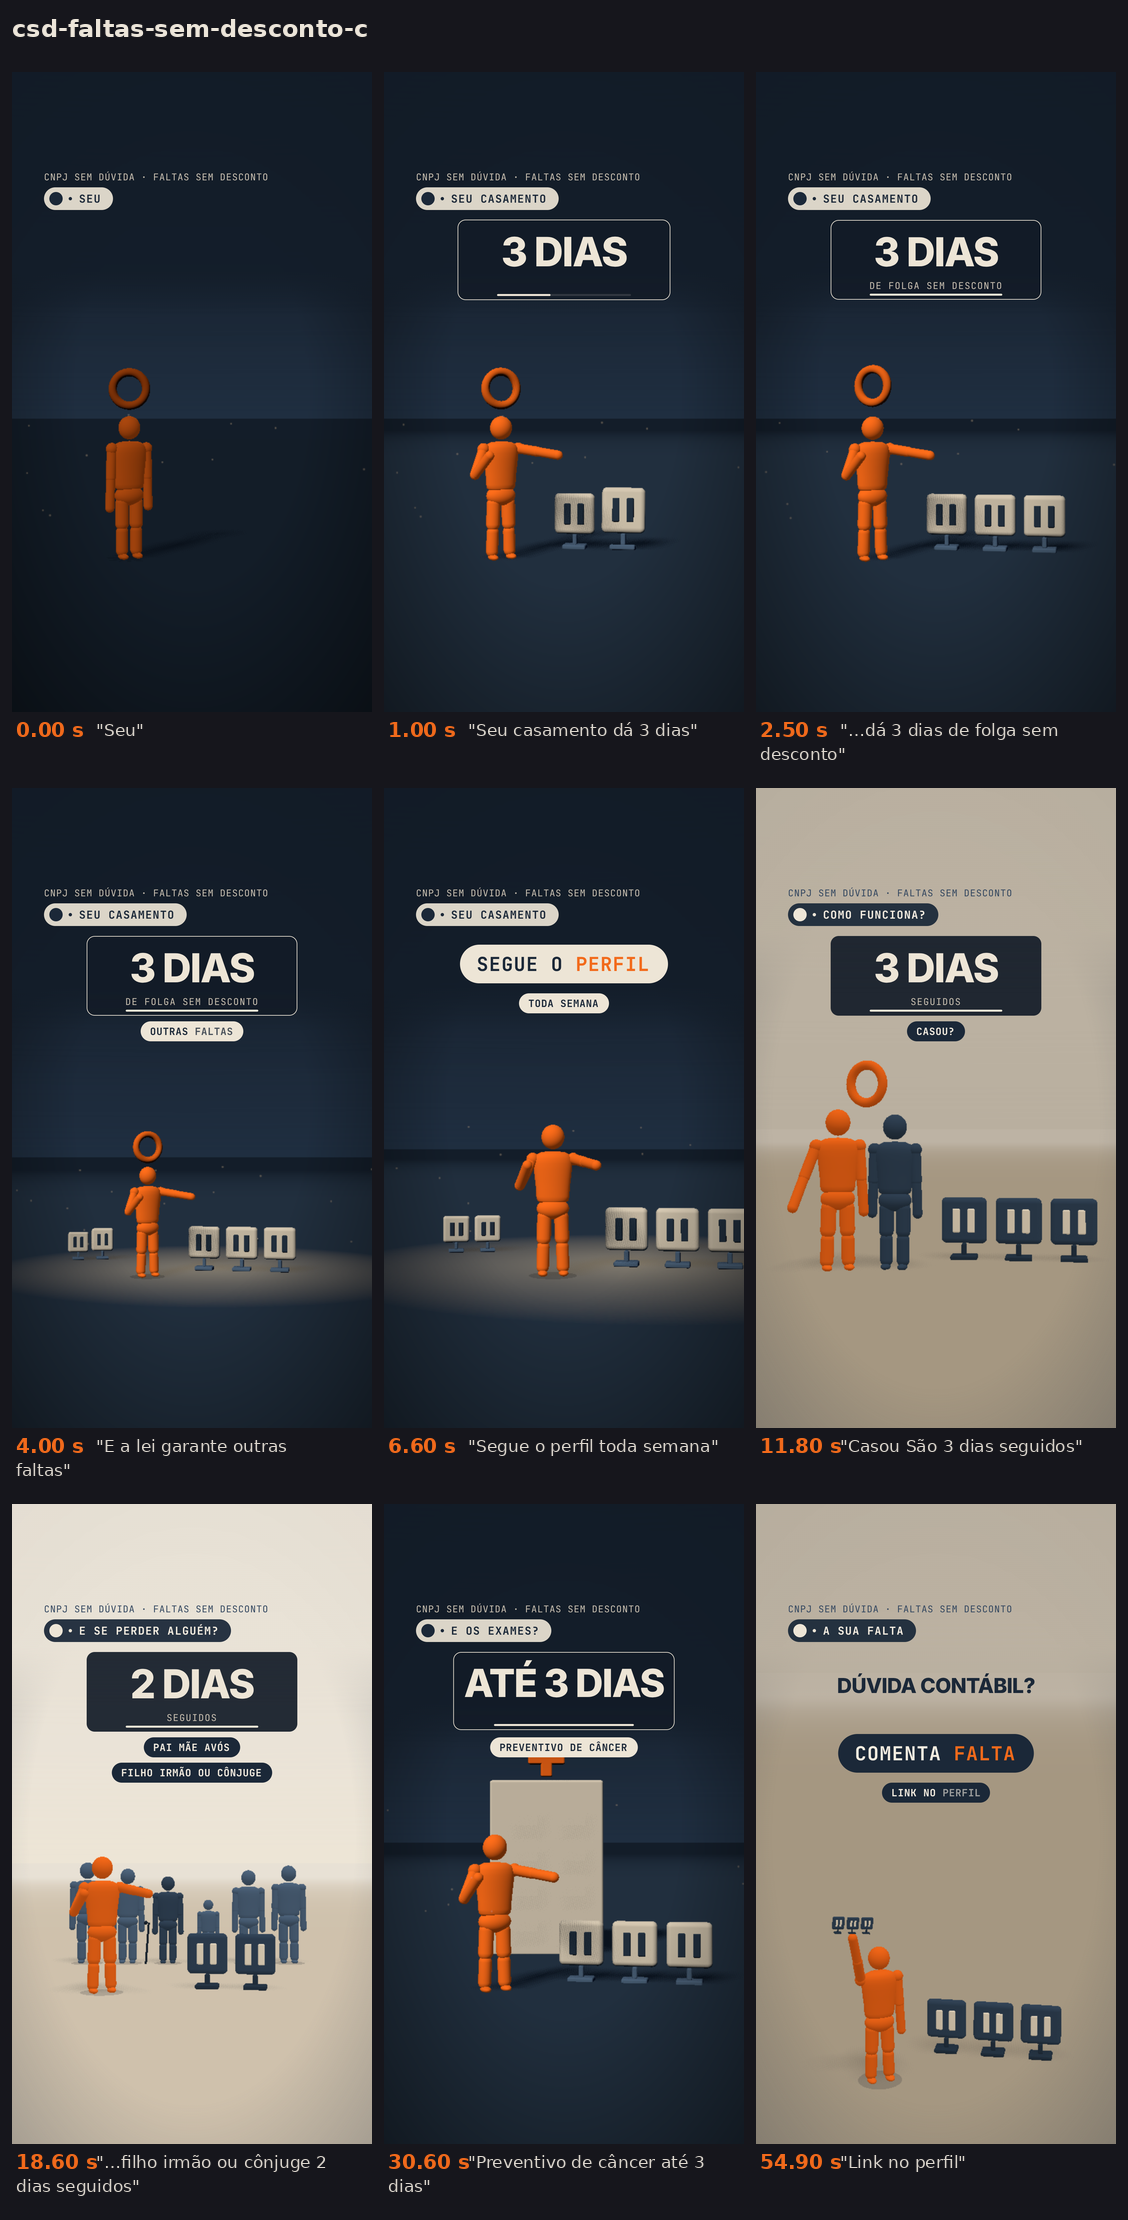 csd-faltas-sem-desconto-c
CNPJ SEM DÚVIDA · FALTAS SEM DESCONTO
• SEU
0.00 s "Seu"
CNPJ SEM DÚVIDA · FALTAS SEM DESCONTO
• SEU CASAMENTO
3 DIAS
1.00 s "Seu casamento dá 3 dias"
CNPJ SEM DÚVIDA · FALTAS SEM DESCONTO
• SEU CASAMENTO
3 DIAS
DE FOLGA SEM DESCONTO
2.50 s "...dá 3 dias de folga sem
desconto"
CNPJ SEM DÚVIDA · FALTAS SEM DESCONTO
• SEU CASAMENTO
3 DIAS
DE FOLGA SEM DESCONTO
OUTRAS FALTAS
4.00 s "E a lei garante outras
faltas"
CNPJ SEM DÚVIDA · FALTAS SEM DESCONTO
• SEU CASAMENTO
SEGUE O PERFIL
TODA SEMANA
6.60 s "Segue o perfil toda semana"
CNPJ SEM DÚVIDA · FALTAS SEM DESCONTO
• COMO FUNCIONA?
3 DIAS
SEGUIDOS
CASOU?
11.80 s "Casou São 3 dias seguidos"
CNPJ SEM DÚVIDA · FALTAS SEM DESCONTO
• E SE PERDER ALGUÉM?
2 DIAS
SEGUIDOS
PAI MÃE AVÓS
FILHO IRMÃO OU CÔNJUGE
18.60 s "...filho irmão ou cônjuge 2
dias seguidos"
CNPJ SEM DÚVIDA · FALTAS SEM DESCONTO
• E OS EXAMES?
ATÉ 3 DIAS
PREVENTIVO DE CÂNCER
30.60 s "Preventivo de câncer até 3
dias"
CNPJ SEM DÚVIDA · FALTAS SEM DESCONTO
• A SUA FALTA
DÚVIDA CONTÁBIL?
COMENTA FALTA
LINK NO PERFIL
54.90 s "Link no perfil"